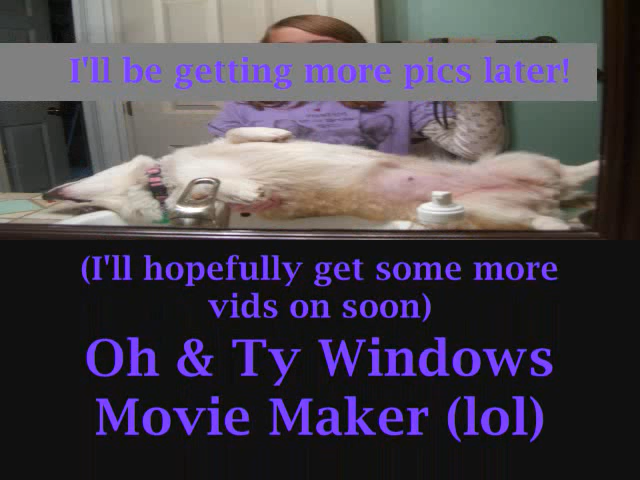 I'll be getting more pics later!
(I'll hopefully get some more
vids on soon)
Oh & Ty Windows
Movie Maker (lol)